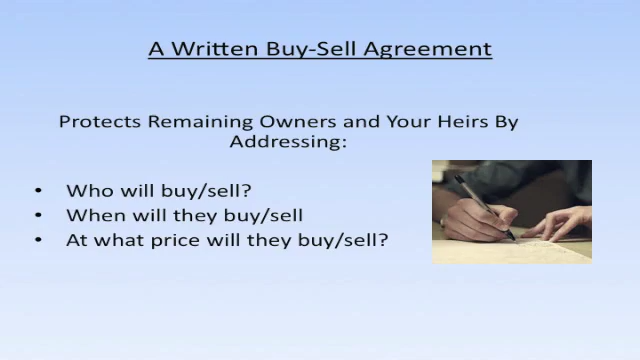 A Written Buy-Sell Agreement
Protects Remaining Owners and Your Heirs By
Addressing:
• Who will buy/sell?
• When will they buy/sell
• At what price will they buy/sell?